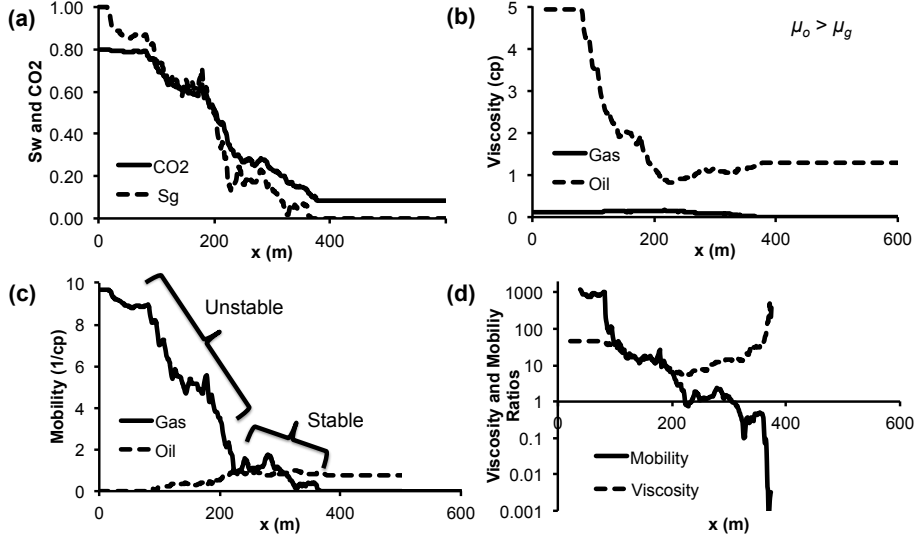 (a)
Sw and CO2
1.00
0.80
0.60
0.40
0.20
0.00
CO2
Sg
0
200
400
600
x (m)
(b)
Viscosity (cp)
5
4
3
2
1
0
μo > μg
Gas
Oil
0
200
400
600
x (m)
(c)
Mobility (1/cp)
10
8
6
4
2
0
Unstable
Stable
Gas
Oil
0
200
400
600
x (m)
(d)
Viscosity and Mobiliy
Ratios
1000
100
10
1
0.1
0.01
0.001
0
200
400
600
Mobility
Viscosity
x (m)